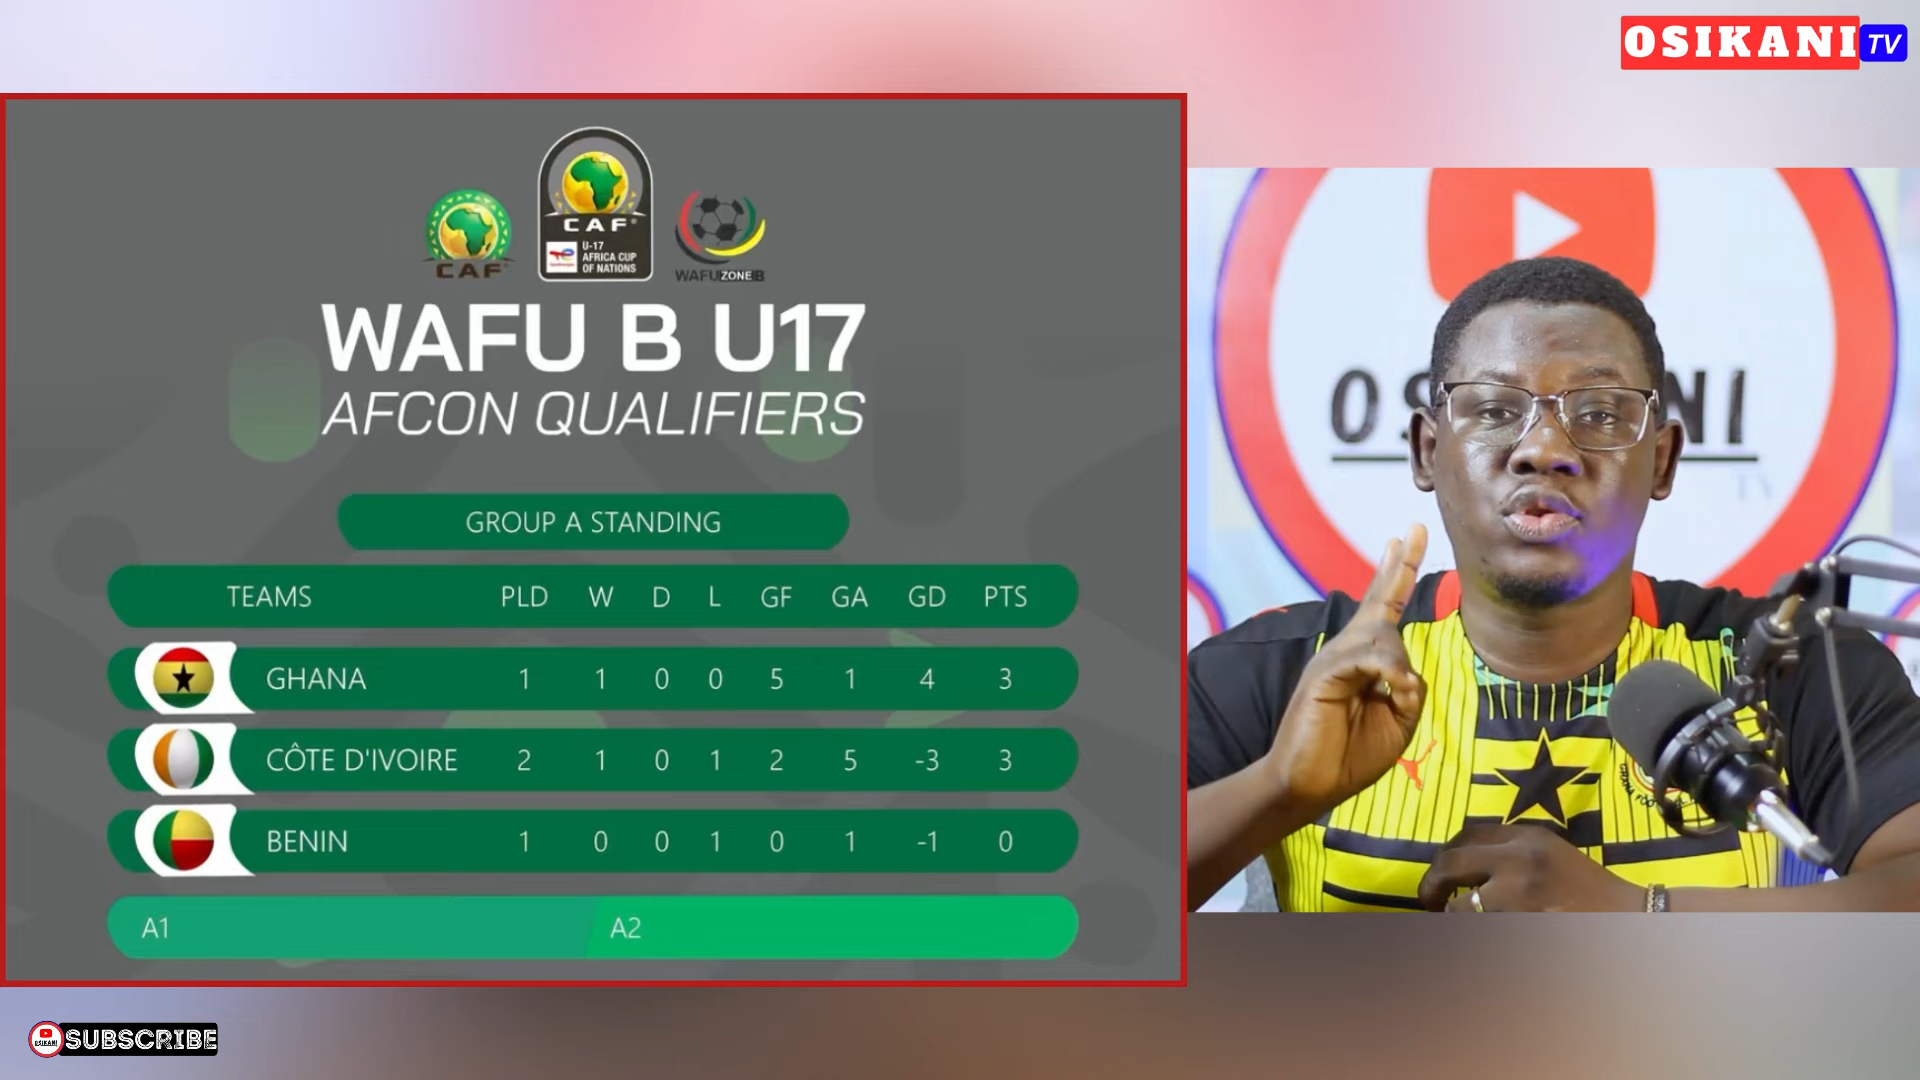 OSIKANI TV
CAF
CAF
U-17
AFRICA CUP
OF NATIONS
WAFU ZONE B
WAFU B U17
AFCON QUALIFIERS
GROUP A STANDING
TEAMS PLD W D L GF GA GD PTS
GHANA 1 1 0 0 5 1 4 3
CÔTE D'IVOIRE 2 1 0 1 2 5 -3 3
BENIN 1 0 0 1 0 1 -1 0
A1 A2
SUBSCRIBE